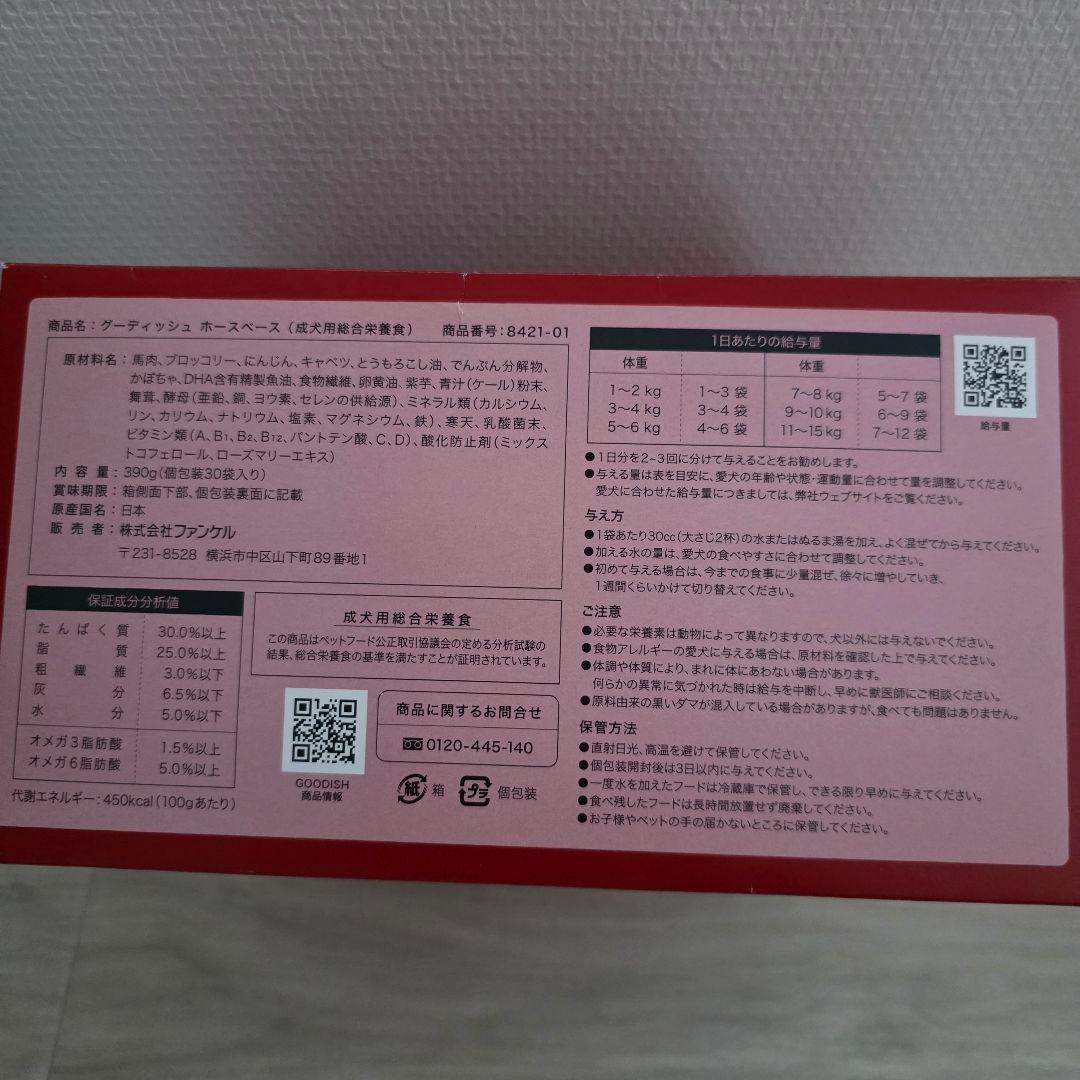 商品名：グーディッシュ ホースベース（成犬用総合栄養食）　商品番号：8421-01
原材料名：馬肉、ブロッコリー、にんじん、キャベツ、とうもろこし油、でんぷん分解物、
かぼちゃ、DHA含有精製魚油、食物繊維、卵黄油、紫芋、青汁（ケール）粉末、
舞茸、酵母（亜鉛、銅、ヨウ素、セレンの供給源）、ミネラル類（カルシウム、
リン、カリウム、ナトリウム、塩素、マグネシウム、鉄）、寒天、乳酸菌末、
ビタミン類（A、B₁、B₂、B₁₂、パントテン酸、C、D）、酸化防止剤（ミックス
トコフェロール、ローズマリーエキス）
内容量：390g（個包装30袋入り）
賞味期限：箱側面下部、個包装裏面に記載
原産国名：日本
販売者：株式会社ファンケル
〒231-8528 横浜市中区山下町89番地1
保証成分分析値
たんぱく質 30.0%以上
脂質 25.0%以上
粗繊維 3.0%以下
灰分 6.5%以下
水分 5.0%以下
オメガ3脂肪酸 1.5%以上
オメガ6脂肪酸 5.0%以上
代謝エネルギー：450kcal（100gあたり）
成犬用総合栄養食
この商品はペットフード公正取引協議会の定める分析試験の
結果、総合栄養食の基準を満たすことが証明されています。
GOODISH
商品情報
商品に関するお問合せ
0120-445-140
紙 箱
プラ 個包装
1日あたりの給与量
体重 体重
1〜2 kg 1〜3 袋 7〜8 kg 5〜7 袋
3〜4 kg 3〜4 袋 9〜10kg 6〜9 袋
5〜6 kg 4〜6 袋 11〜15kg 7〜12 袋
給与量
●1日分を2~3回に分けて与えることをお勧めします。
●与える量は表を目安に、愛犬の年齢や状態・運動量に合わせて量を調整してください。
愛犬に合わせた給与量につきましては、弊社ウェブサイトをご覧ください。
与え方
●1袋あたり30cc（大さじ2杯）の水またはぬるま湯を加え、よく混ぜてから与えてください。
●加える水の量は、愛犬の食べやすさに合わせて調整してください。
●初めて与える場合は、今までの食事に少量混ぜ、徐々に増やしていき、
1週間くらいかけて切り替えてください。
ご注意
●必要な栄養素は動物によって異なりますので、犬以外には与えないでください。
●食物アレルギーの愛犬に与える場合は、原材料を確認した上で与えてください。
●体調や体質により、まれに体にあわない場合があります。
何らかの異常に気づかれた時は給与を中断し、早めに獣医師にご相談ください。
●原料由来の黒いダマが混入している場合がありますが、食べても問題はありません。
保管方法
●直射日光、高温を避けて保管してください。
●個包装開封後は3日以内に与えてください。
●一度水を加えたフードは冷蔵庫で保管し、できる限り早めに与えてください。
●食べ残したフードは長時間放置せず廃棄してください。
●お子様やペットの手の届かないところに保管してください。